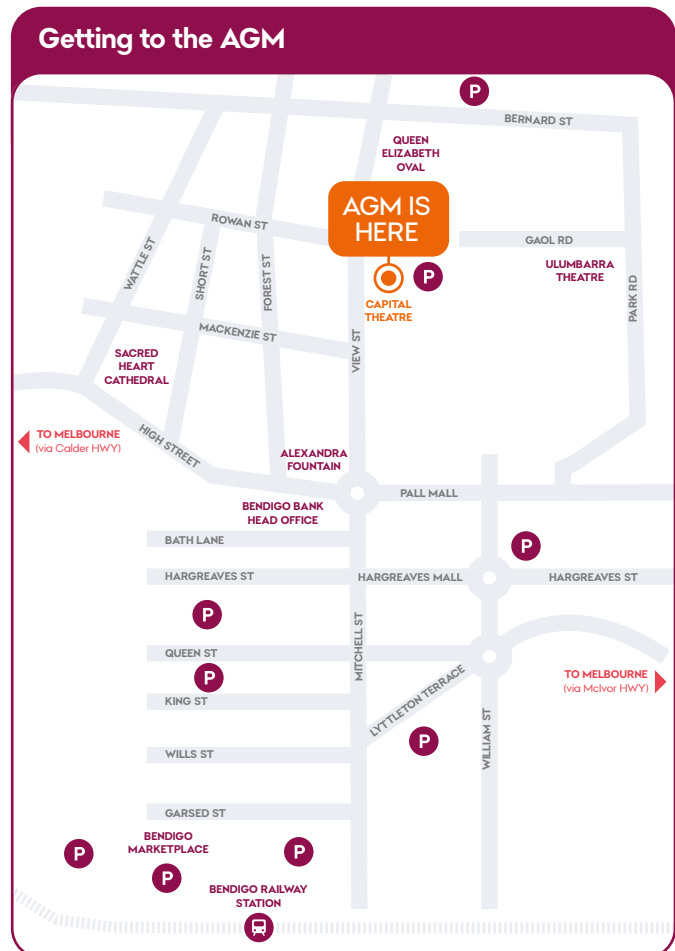 Getting to the AGM
P
BERNARD ST
QUEEN
ELIZABETH
OVAL
AGM IS
HERE
ROWAN ST
GAOL RD
WATTLE ST
SHORT ST
FOREST ST
P
ULUMBARRA
THEATRE
PARK RD
CAPITAL
THEATRE
MACKENZIE ST
VIEW ST
SACRED
HEART
CATHEDRAL
TO MELBOURNE
(via Calder HWY)
HIGH STREET
ALEXANDRA
FOUNTAIN
PALL MALL
BENDIGO BANK
HEAD OFFICE
BATH LANE
P
HARGREAVES ST
HARGREAVES MALL
HARGREAVES ST
P
MITCHELL ST
QUEEN ST
P
TO MELBOURNE
(via McIvor HWY)
KING ST
LYTTLETON TERRACE
WILLIAM ST
P
WILLS ST
GARSED ST
BENDIGO
MARKETPLACE
P
P
P
BENDIGO RAILWAY
STATION